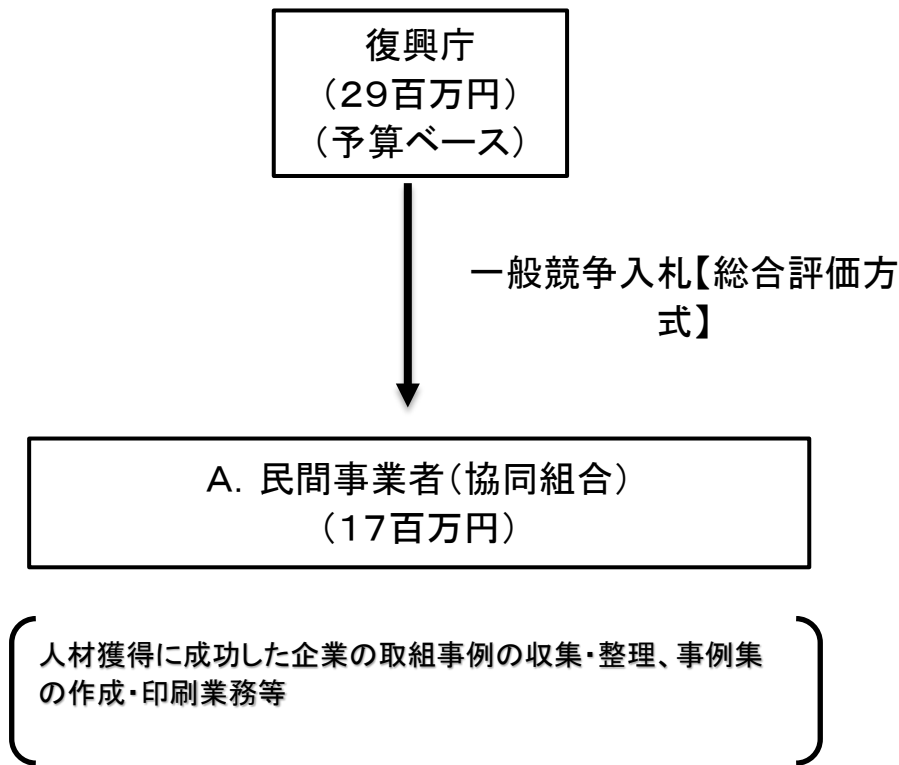 復興庁
（29百万円）
（予算ベース）
一般競争入札【総合評価方
式】
A．民間事業者（協同組合）
（17百万円）
人材獲得に成功した企業の取組事例の収集・整理、事例集
の作成・印刷業務等